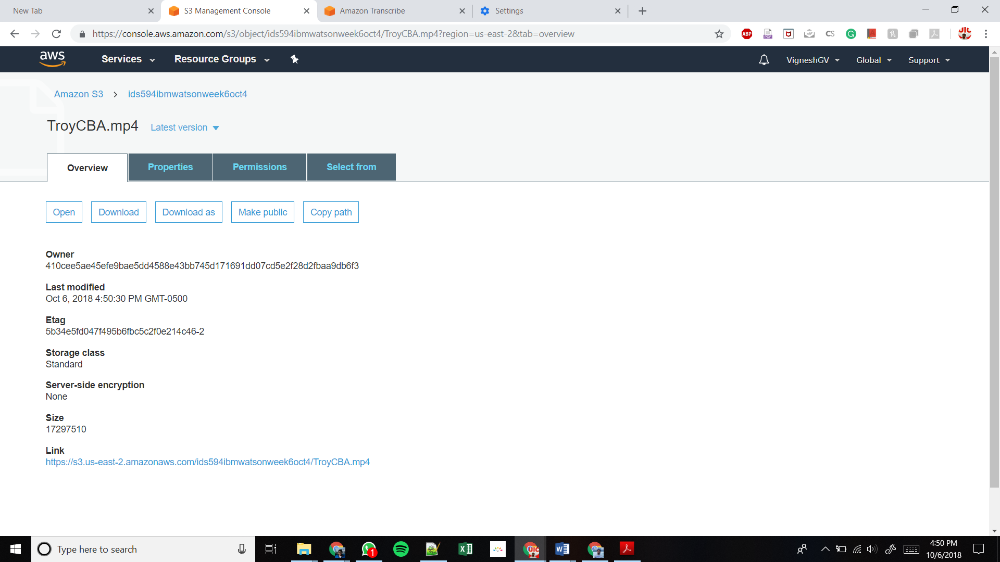 New Tab
S3 Management Console
Amazon Transcribe
Settings
https://console.aws.amazon.com/s3/object/ids594ibmwatsonweek6oct4/TroyCBA.mp4?region=us-east-2&tab=overview
ABP
PDF
CS
aws
Services
Resource Groups
VigneshGV
Global
Support
Amazon S3 > ids594ibmwatsonweek6oct4
TroyCBA.mp4 Latest version
Overview
Properties
Permissions
Select from
Open
Download
Download as
Make public
Copy path
Owner
410cee5ae45efe9bae5dd4588e43bb745d171691dd07cd5e2f28d2fbaa9db6f3
Last modified
Oct 6, 2018 4:50:30 PM GMT-0500
Etag
5b34e5fd047f495b6fbc5c2f0e214c46-2
Storage class
Standard
Server-side encryption
None
Size
17297510
Link
https://s3.us-east-2.amazonaws.com/ids594ibmwatsonweek6oct4/TroyCBA.mp4
Type here to search
1
4:50 PM
10/6/2018